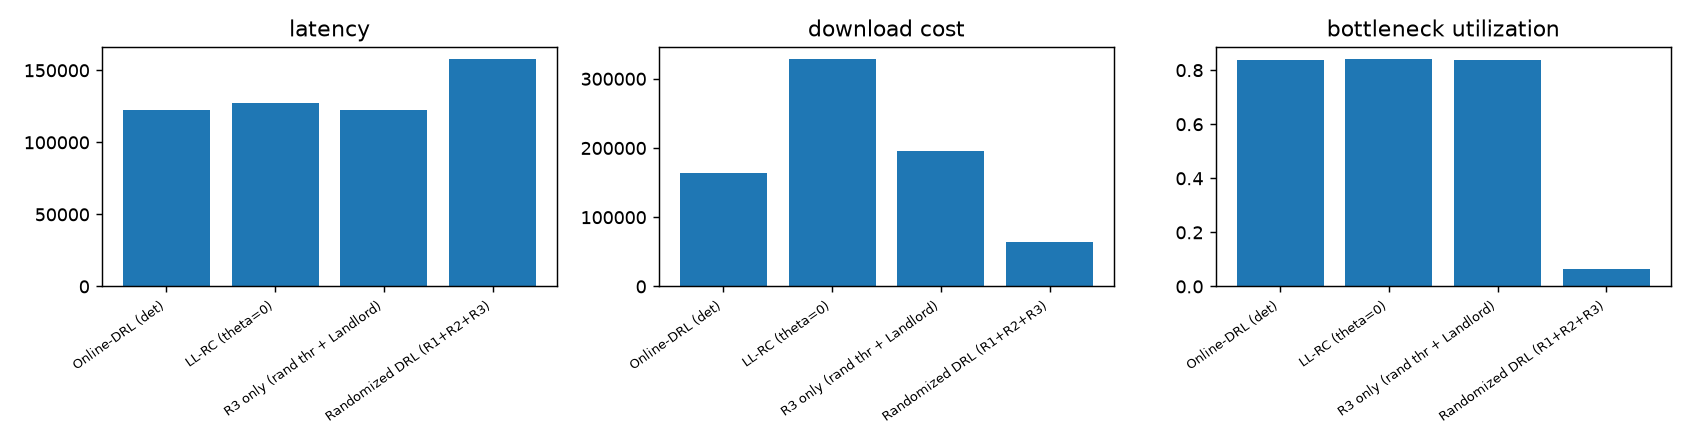 latency
150000
100000
50000
0
Online-DRL (det)
LL-RC (theta=0)
R3 only (rand thr + Landlord)
Randomized DRL (R1+R2+R3)
download cost
300000
200000
100000
0
Online-DRL (det)
LL-RC (theta=0)
R3 only (rand thr + Landlord)
Randomized DRL (R1+R2+R3)
bottleneck utilization
0.8
0.6
0.4
0.2
0.0
Online-DRL (det)
LL-RC (theta=0)
R3 only (rand thr + Landlord)
Randomized DRL (R1+R2+R3)